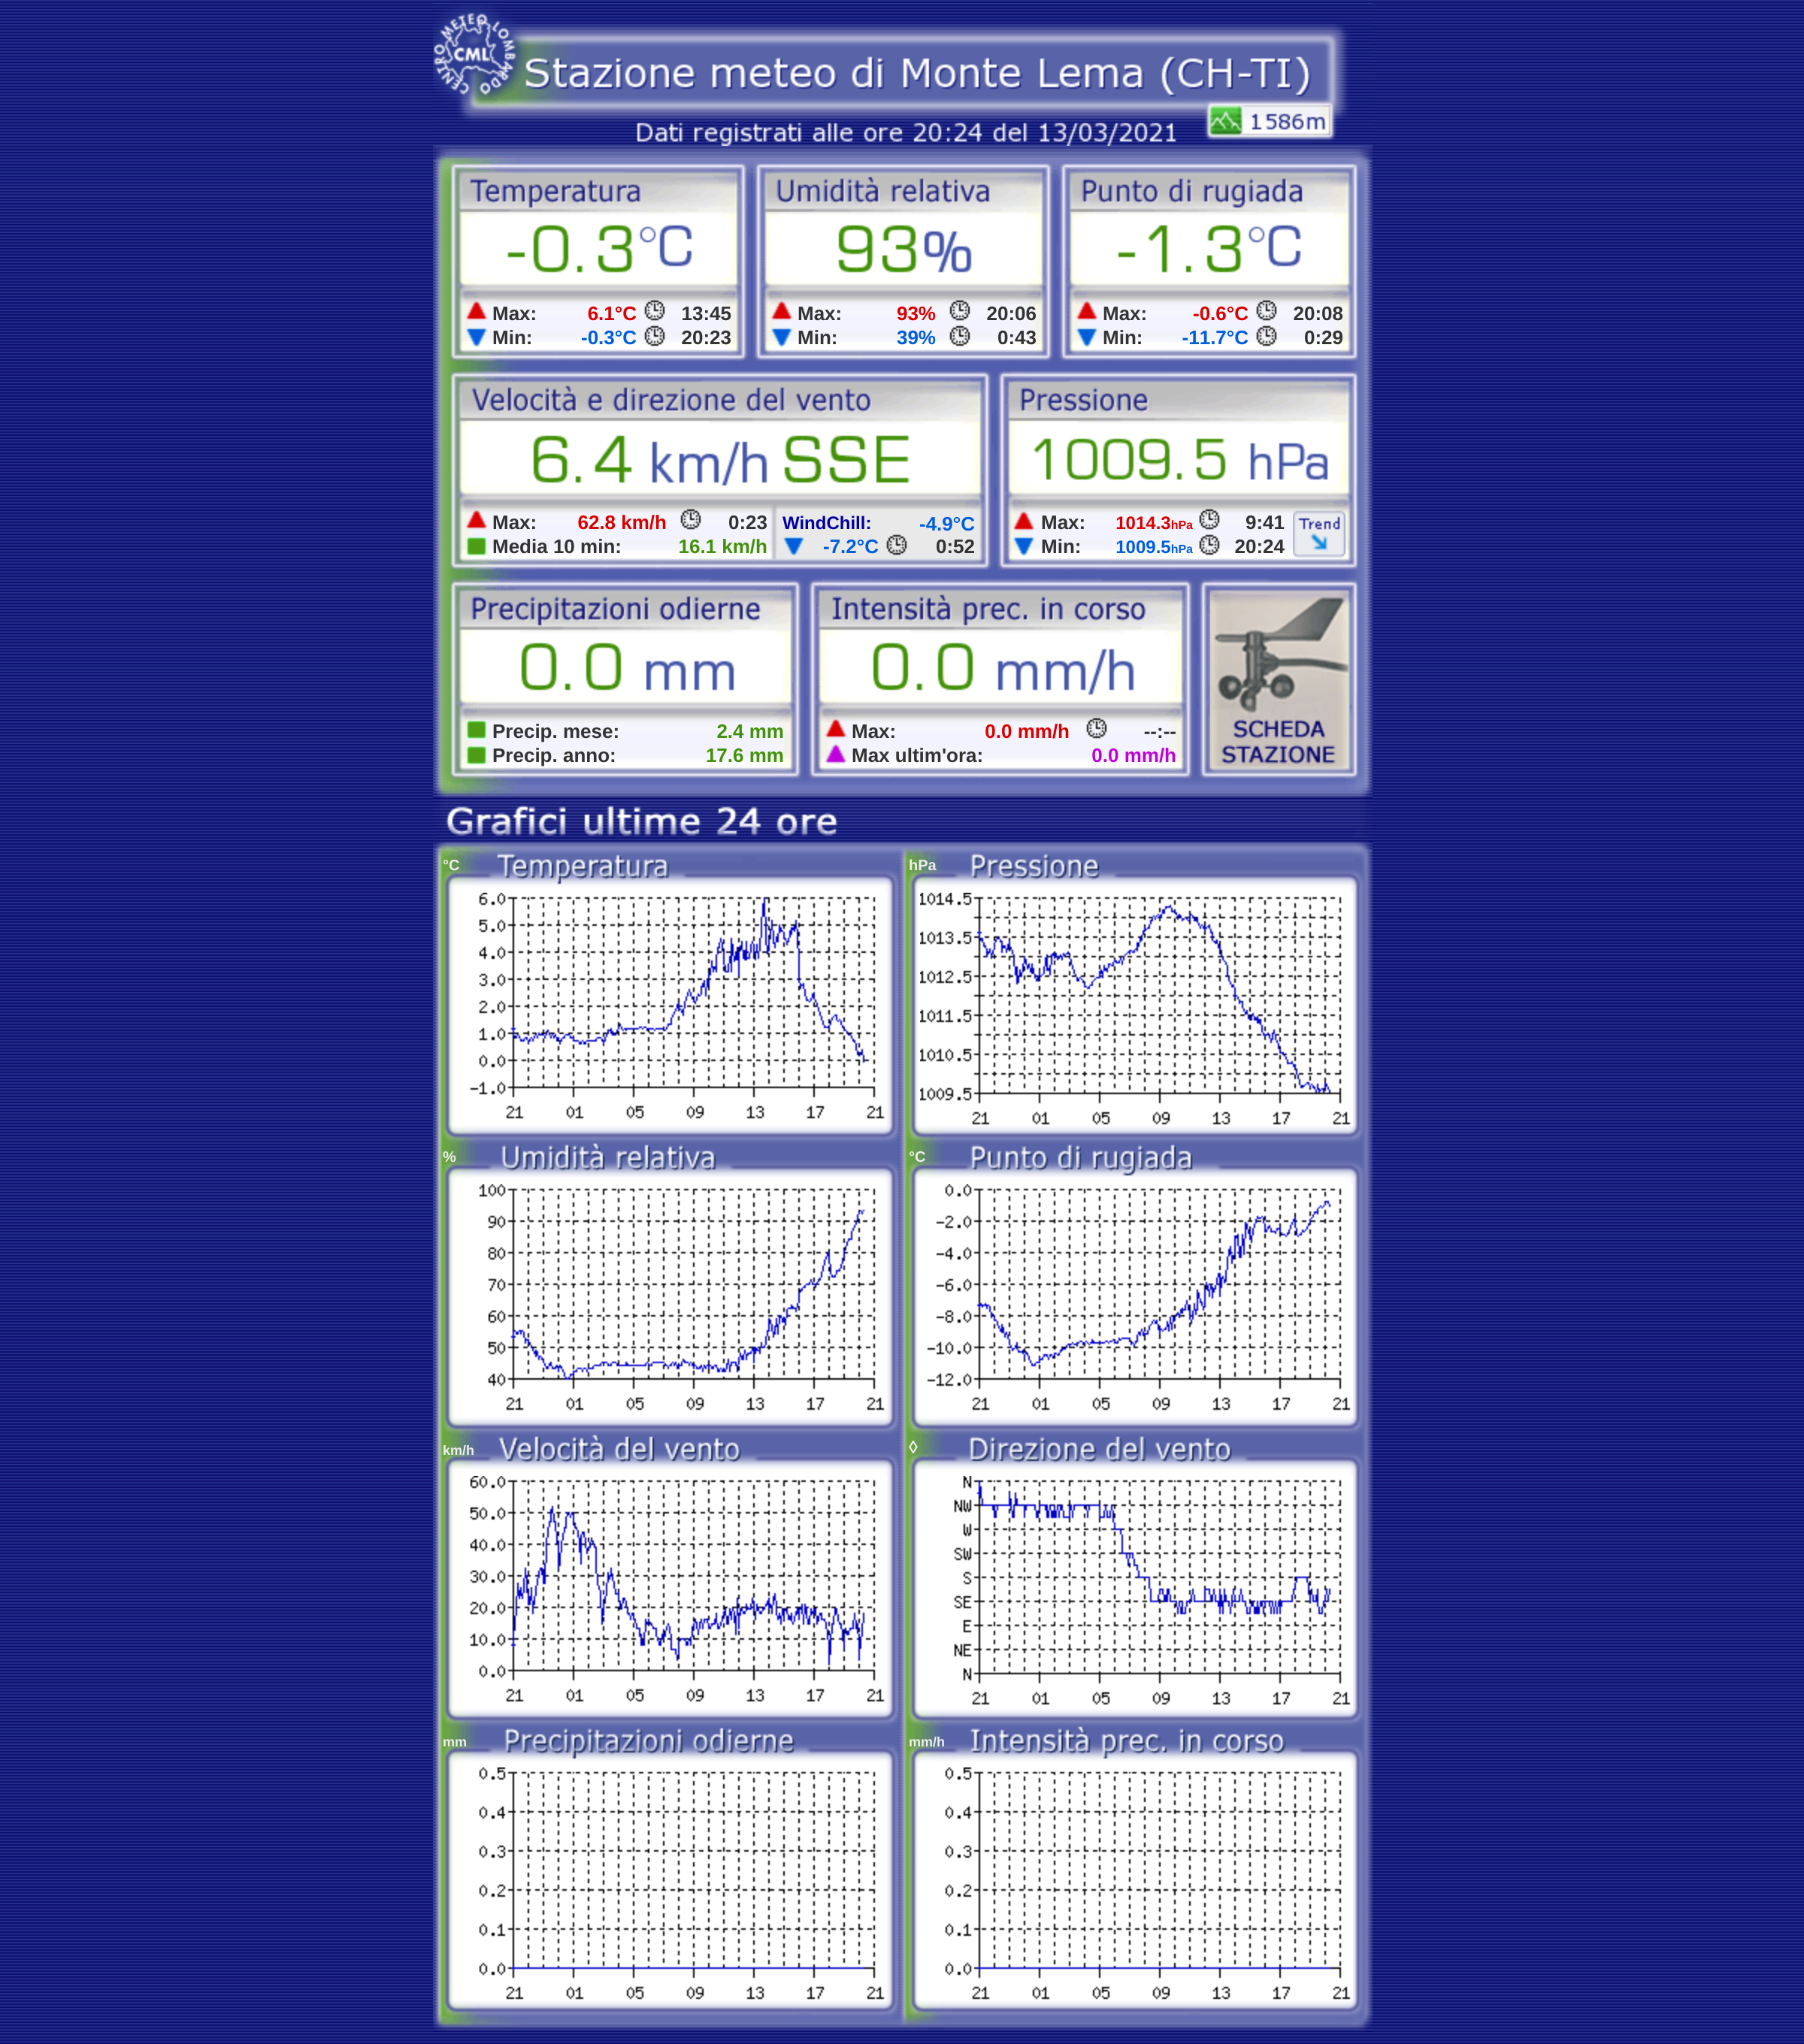 CENTRO METEO LOMBARDO
CML
Stazione meteo di Monte Lema (CH-TI)
1586m
Dati registrati alle ore 20:24 del 13/03/2021
Temperatura
-0.3°C
Max: 6.1°C 13:45
Min: -0.3°C 20:23
Umidità relativa
93%
Max: 93% 20:06
Min: 39% 0:43
Punto di rugiada
-1.3°C
Max: -0.6°C 20:08
Min: -11.7°C 0:29
Velocità e direzione del vento
6.4 km/h SSE
Max: 62.8 km/h 0:23
Media 10 min: 16.1 km/h
WindChill: -4.9°C
-7.2°C 0:52
Pressione
1009.5 hPa
Max: 1014.3hPa 9:41
Min: 1009.5hPa 20:24
Trend
Precipitazioni odierne
0.0 mm
Precip. mese: 2.4 mm
Precip. anno: 17.6 mm
Intensità prec. in corso
0.0 mm/h
Max: 0.0 mm/h --:--
Max ultim'ora: 0.0 mm/h
SCHEDA
STAZIONE
Grafici ultime 24 ore
°C Temperatura
6.0
5.0
4.0
3.0
2.0
1.0
0.0
-1.0
21 01 05 09 13 17 21
hPa Pressione
1014.5
1013.5
1012.5
1011.5
1010.5
1009.5
21 01 05 09 13 17 21
% Umidità relativa
100
90
80
70
60
50
40
21 01 05 09 13 17 21
°C Punto di rugiada
0.0
-2.0
-4.0
-6.0
-8.0
-10.0
-12.0
21 01 05 09 13 17 21
km/h Velocità del vento
60.0
50.0
40.0
30.0
20.0
10.0
0.0
21 01 05 09 13 17 21
◊ Direzione del vento
N
NW
W
SW
S
SE
E
NE
N
21 01 05 09 13 17 21
mm Precipitazioni odierne
0.5
0.4
0.3
0.2
0.1
0.0
21 01 05 09 13 17 21
mm/h Intensità prec. in corso
0.5
0.4
0.3
0.2
0.1
0.0
21 01 05 09 13 17 21